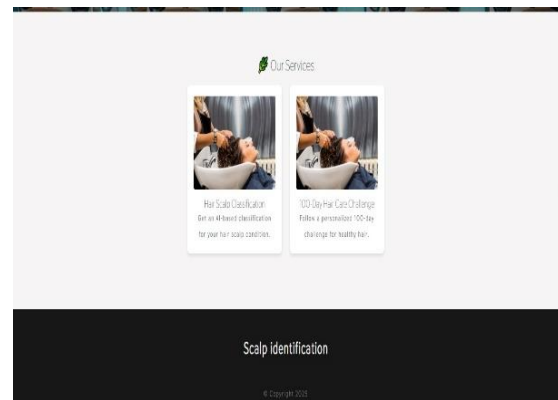 Our Services
Hair Scalp Classification
Get an AI-based classification
for your hair scalp condition.
100-Day Hair Care Challenge
Follow a personalized 100-day
challenge for healthy hair.
Scalp identification
© Copyright 2025